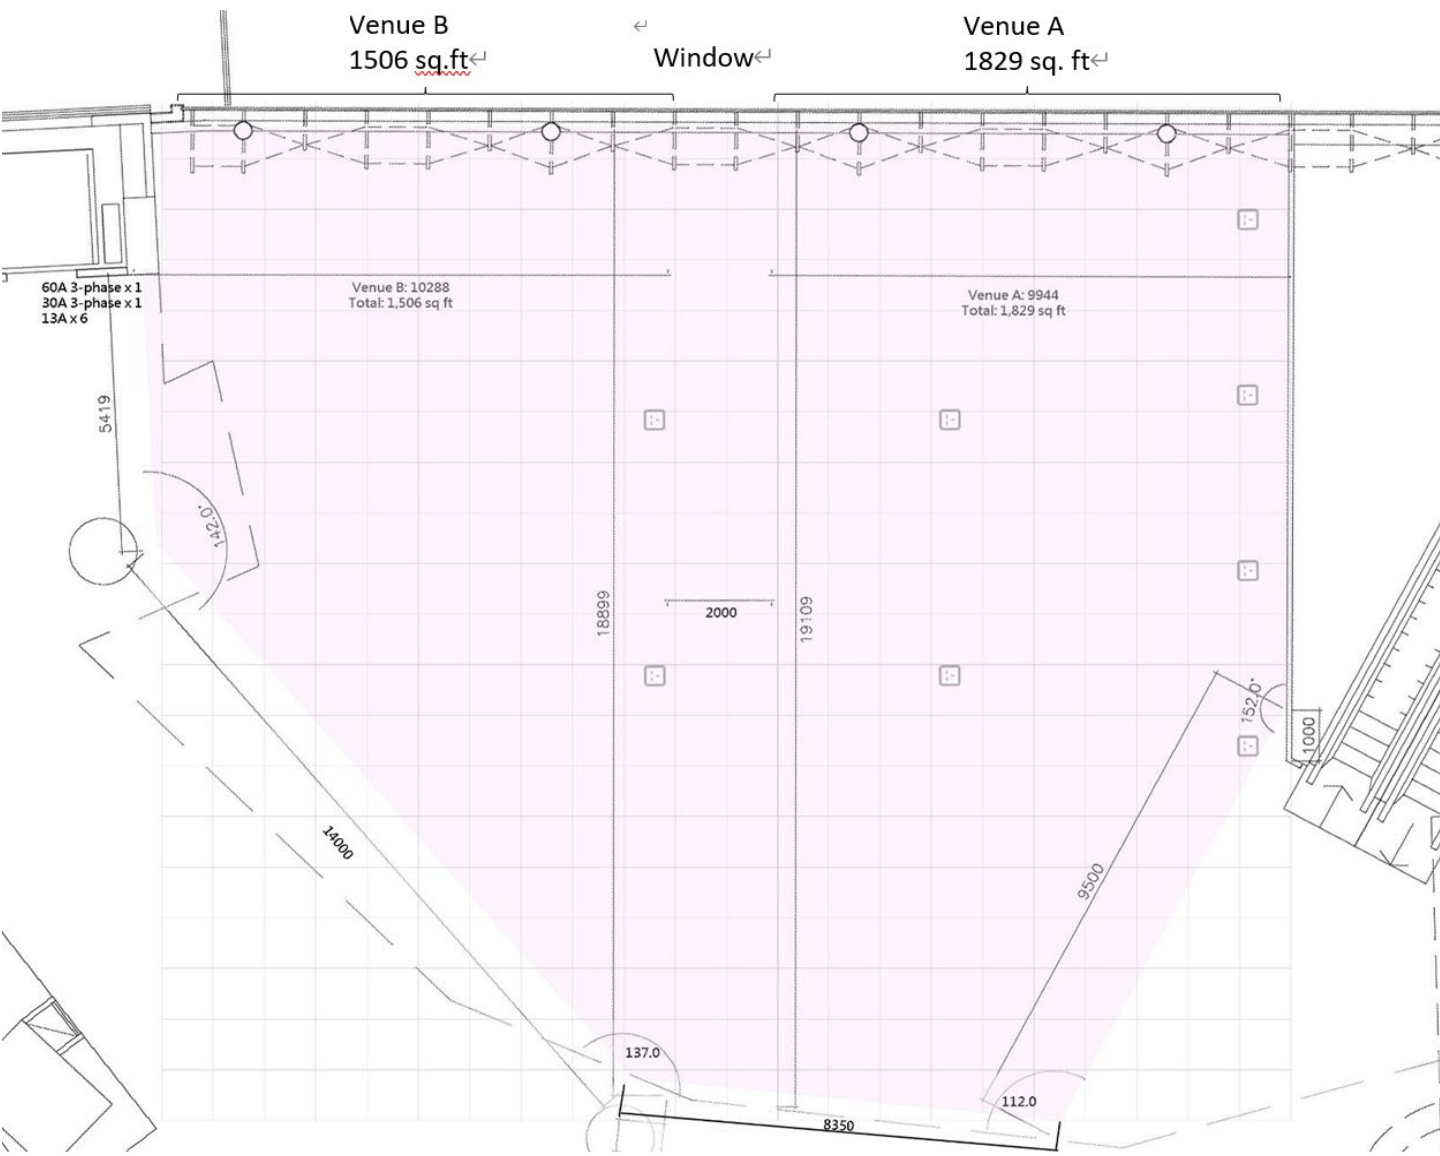 Venue B
1506 sq.ft↵
↵
Window↵
Venue A
1829 sq. ft↵
60A 3-phase x 1
30A 3-phase x 1
13A x 6
Venue B: 10288
Total: 1,506 sq ft
Venue A: 9944
Total: 1,829 sq ft
5419
142.0°
18899
2000
19109
152.0°
1000
14000
9500
137.0
112.0
8350